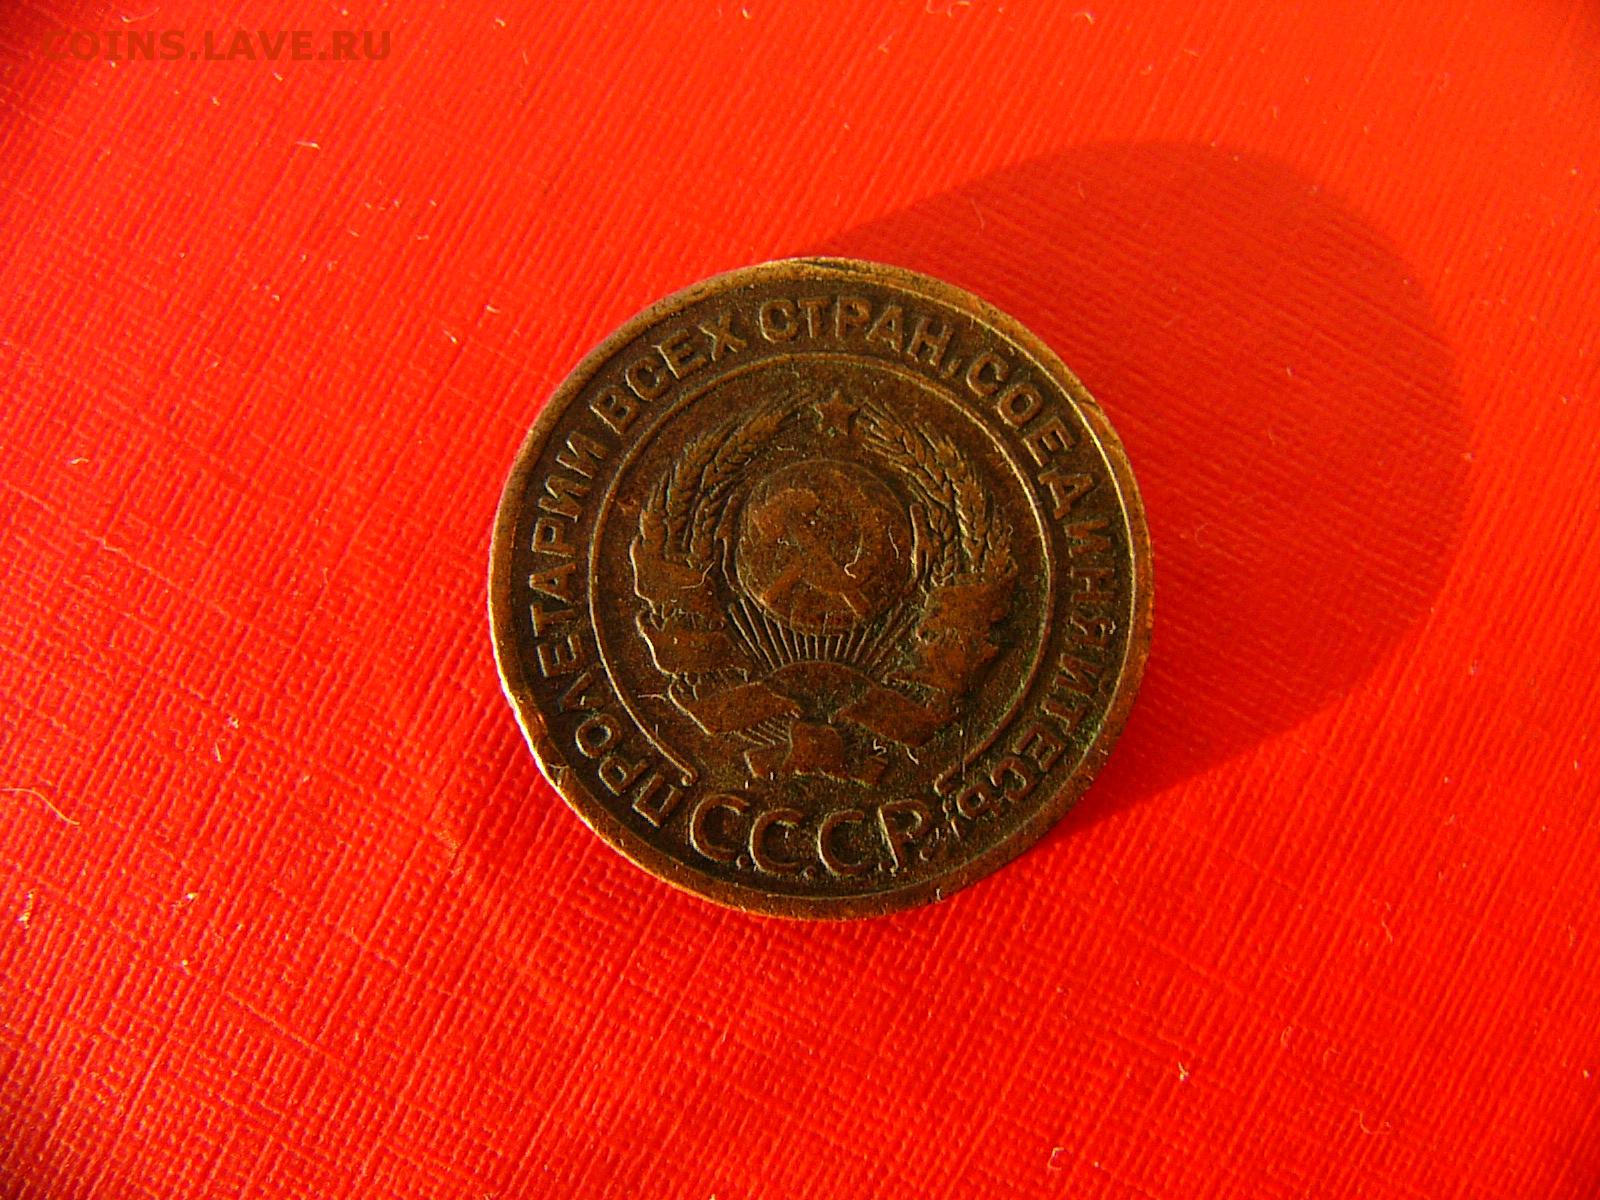 COINS.LAVE.RU
ПРОЛЕТАРИИ ВСЕХ СТРАН, СОЕДИНЯЙТЕСЬ!
С.С.С.Р.